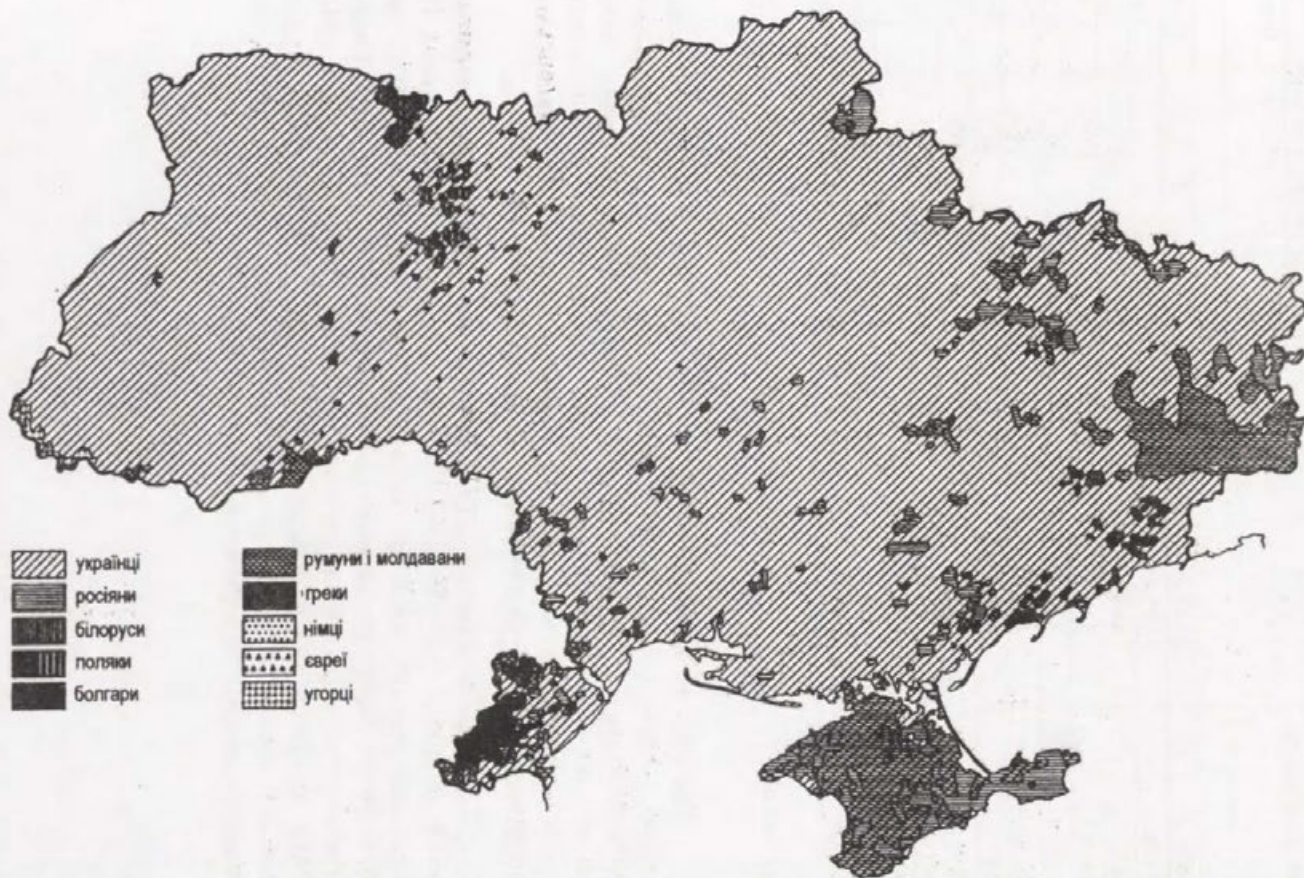 українці
росіяни
білоруси
поляки
болгари
румуни і молдавани
греки
німці
євреї
угорці